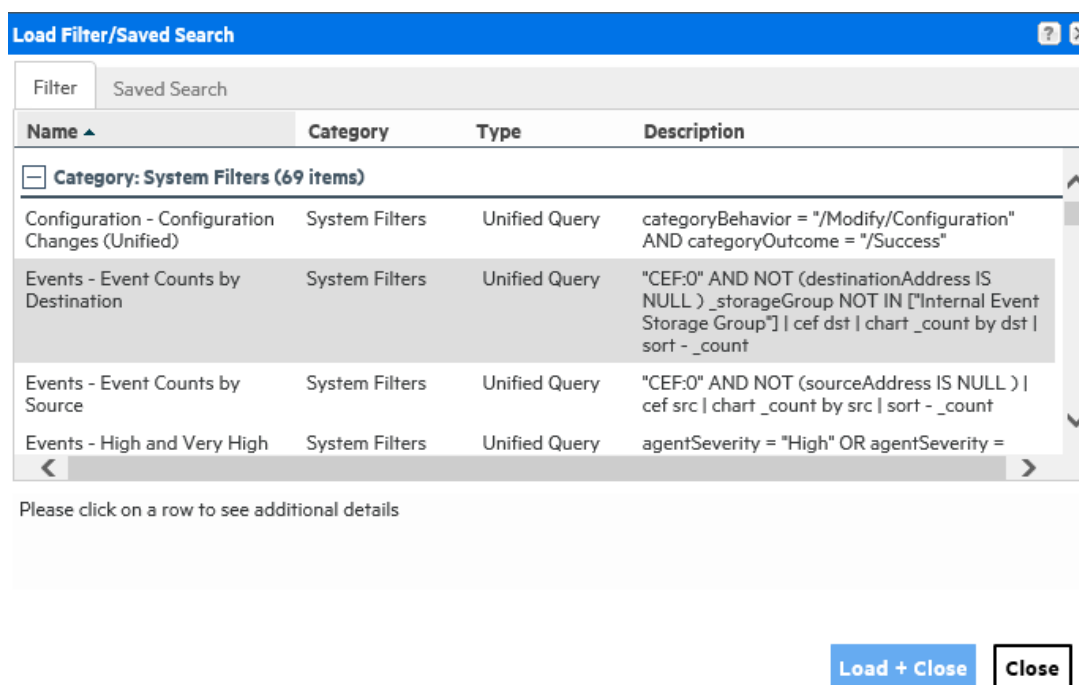 Load Filter/Saved Search
Filter
Saved Search
Name
Category
Type
Description
Category: System Filters (69 items)
Configuration - Configuration
Changes (Unified)
System Filters
Unified Query
categoryBehavior = "/Modify/Configuration"
AND categoryOutcome = "/Success"
Events - Event Counts by
Destination
System Filters
Unified Query
"CEF:0" AND NOT (destinationAddress IS
NULL ) _storageGroup NOT IN ["Internal Event
Storage Group"] | cef dst | chart _count by dst |
sort - _count
Events - Event Counts by
Source
System Filters
Unified Query
"CEF:0" AND NOT (sourceAddress IS NULL ) |
cef src | chart _count by src | sort - _count
Events - High and Very High
System Filters
Unified Query
agentSeverity = "High" OR agentSeverity =
Please click on a row to see additional details
Load + Close
Close